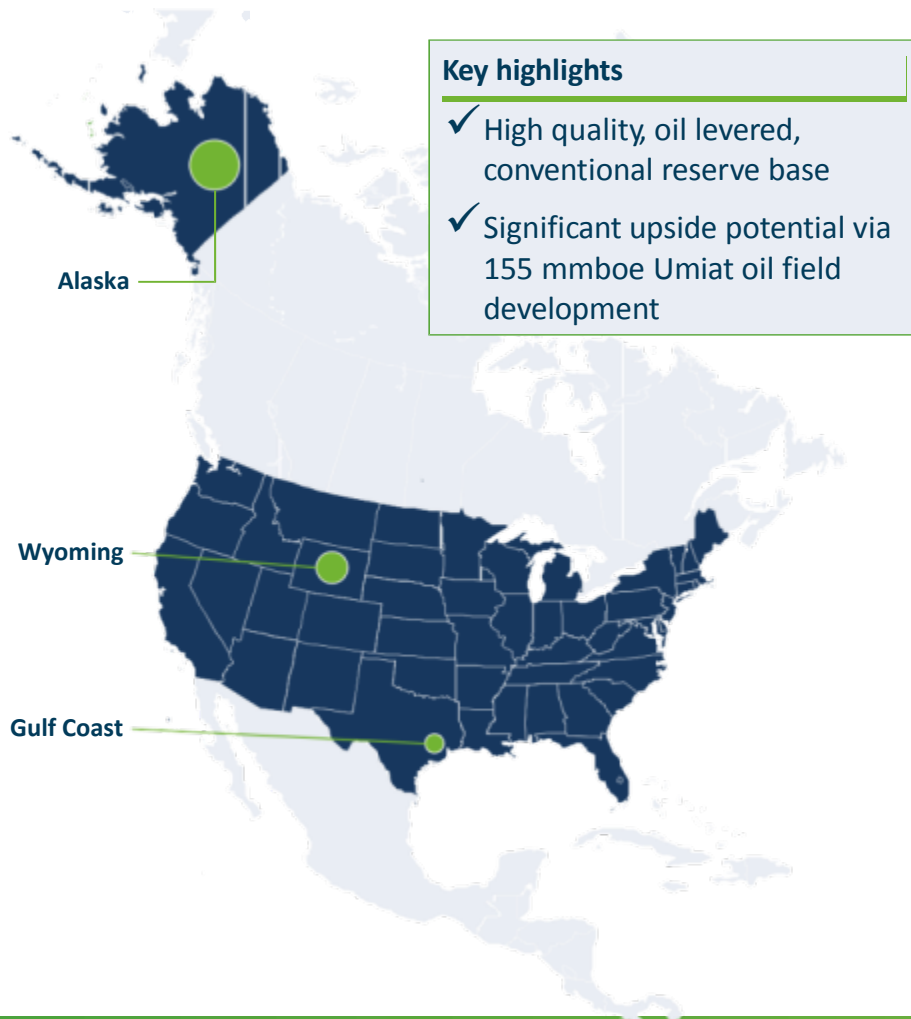 Key highlights
✓ High quality, oil levered,
conventional reserve base
✓ Significant upside potential via
155 mmboe Umiat oil field
development
Alaska
Wyoming
Gulf Coast